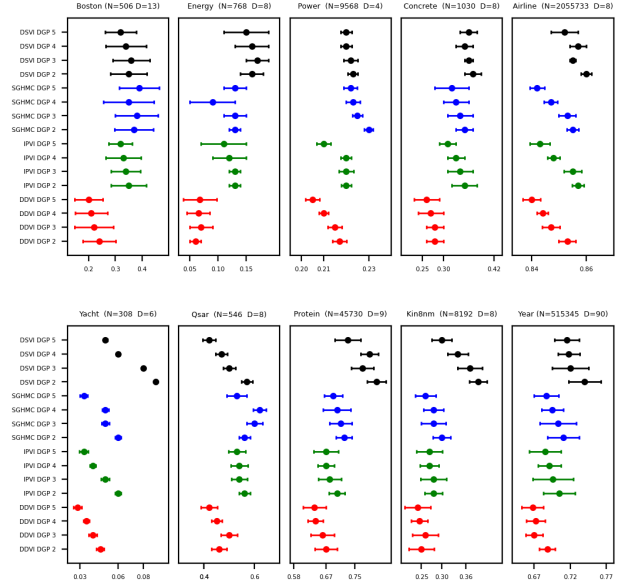 Boston (N=506 D=13)
Energy (N=768 D=8)
Power (N=9568 D=4)
Concrete (N=1030 D=8)
Airline (N=2055733 D=8)
DSVI DGP 5
DSVI DGP 4
DSVI DGP 3
DSVI DGP 2
SGHMC DGP 5
SGHMC DGP 4
SGHMC DGP 3
SGHMC DGP 2
IPVI DGP 5
IPVI DGP 4
IPVI DGP 3
IPVI DGP 2
DDVI DGP 5
DDVI DGP 4
DDVI DGP 3
DDVI DGP 2
0.2 0.3 0.4
0.05 0.10 0.15
0.20 0.21 0.23
0.25 0.30 0.42
0.84 0.86
Yacht (N=308 D=6)
Qsar (N=546 D=8)
Protein (N=45730 D=9)
Kin8nm (N=8192 D=8)
Year (N=515345 D=90)
DSVI DGP 5
DSVI DGP 4
DSVI DGP 3
DSVI DGP 2
SGHMC DGP 5
SGHMC DGP 4
SGHMC DGP 3
SGHMC DGP 2
IPVI DGP 5
IPVI DGP 4
IPVI DGP 3
IPVI DGP 2
DDVI DGP 5
DDVI DGP 4
DDVI DGP 3
DDVI DGP 2
0.03 0.06 0.08
0.4 0.6
0.58 0.67 0.75
0.25 0.30 0.36
0.67 0.72 0.77